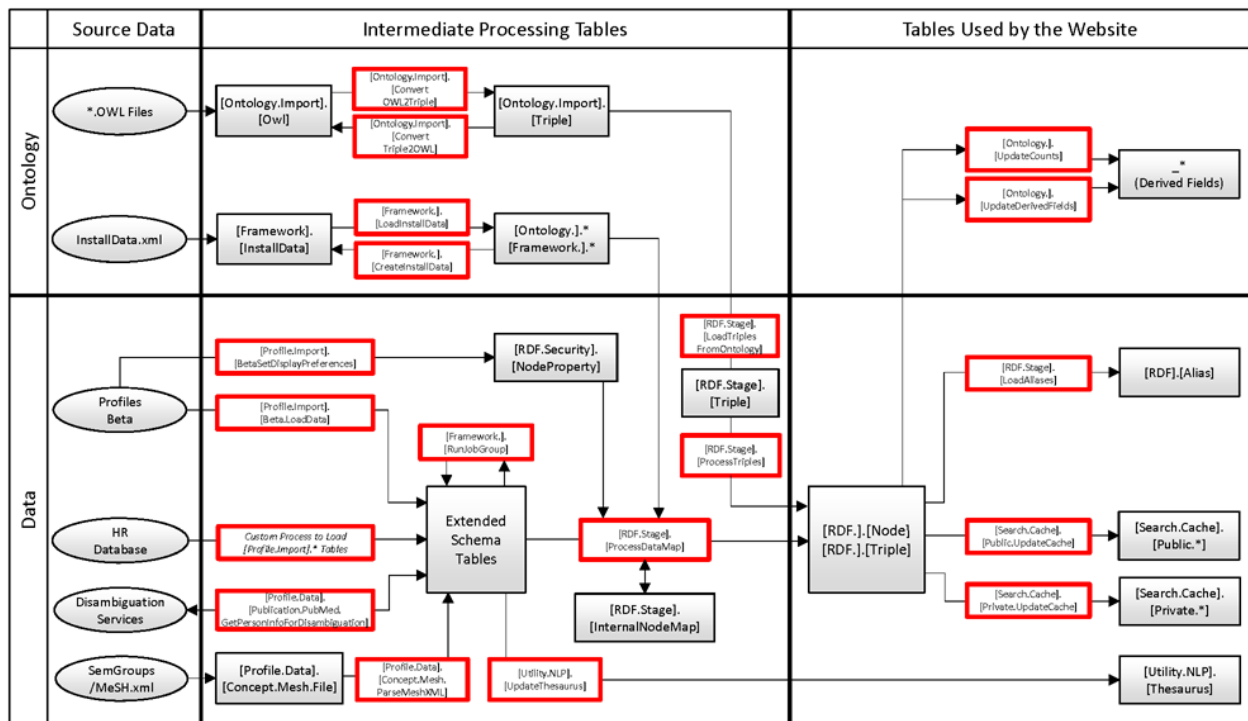 Source Data
Intermediate Processing Tables
Tables Used by the Website
Ontology
*.OWL Files
[Ontology.Import].
[Owl]
[Ontology.Import].
[Convert
OWL2Triple]
[Ontology.Import].
[Convert
Triple2OWL]
[Ontology.Import].
[Triple]
[Ontology.].
[UpdateCounts]
[Ontology.].
[UpdateDerivedFields]
_*
(Derived Fields)
InstallData.xml
[Framework].
[InstallData]
[Framework.].
[LoadInstallData]
[Framework.].
[CreateInstallData]
[Ontology.].*
[Framework.].*
Data
Profiles
Beta
[Profile.Import].
[BetaSetDisplayPreferences]
[RDF.Security].
[NodeProperty]
[RDF.Stage].
[LoadTriples
FromOntology]
[RDF.Stage].
[Triple]
[RDF.Stage].
[ProcessTriples]
[RDF.Stage].
[LoadAliases]
[RDF].[Alias]
[Profile.Import].
[Beta.LoadData]
[Framework.].
[RunJobGroup]
HR
Database
Custom Process to Load
[Profile.Import].* Tables
Extended
Schema
Tables
[RDF.Stage].
[ProcessDataMap]
[RDF.].[Node]
[RDF.].[Triple]
[Search.Cache].
[Public.UpdateCache]
[Search.Cache].
[Public.*]
Disambiguation
Services
[Profile.Data].
[Publication.PubMed.
GetPersonInfoForDisambiguation]
[RDF.Stage].
[InternalNodeMap]
[Search.Cache].
[Private.UpdateCache]
[Search.Cache].
[Private.*]
SemGroups
/MeSH.xml
[Profile.Data].
[Concept.Mesh.File]
[Profile.Data].
[Concept.Mesh.
ParseMeshXML]
[Utility.NLP].
[UpdateThesaurus]
[Utility.NLP].
[Thesaurus]